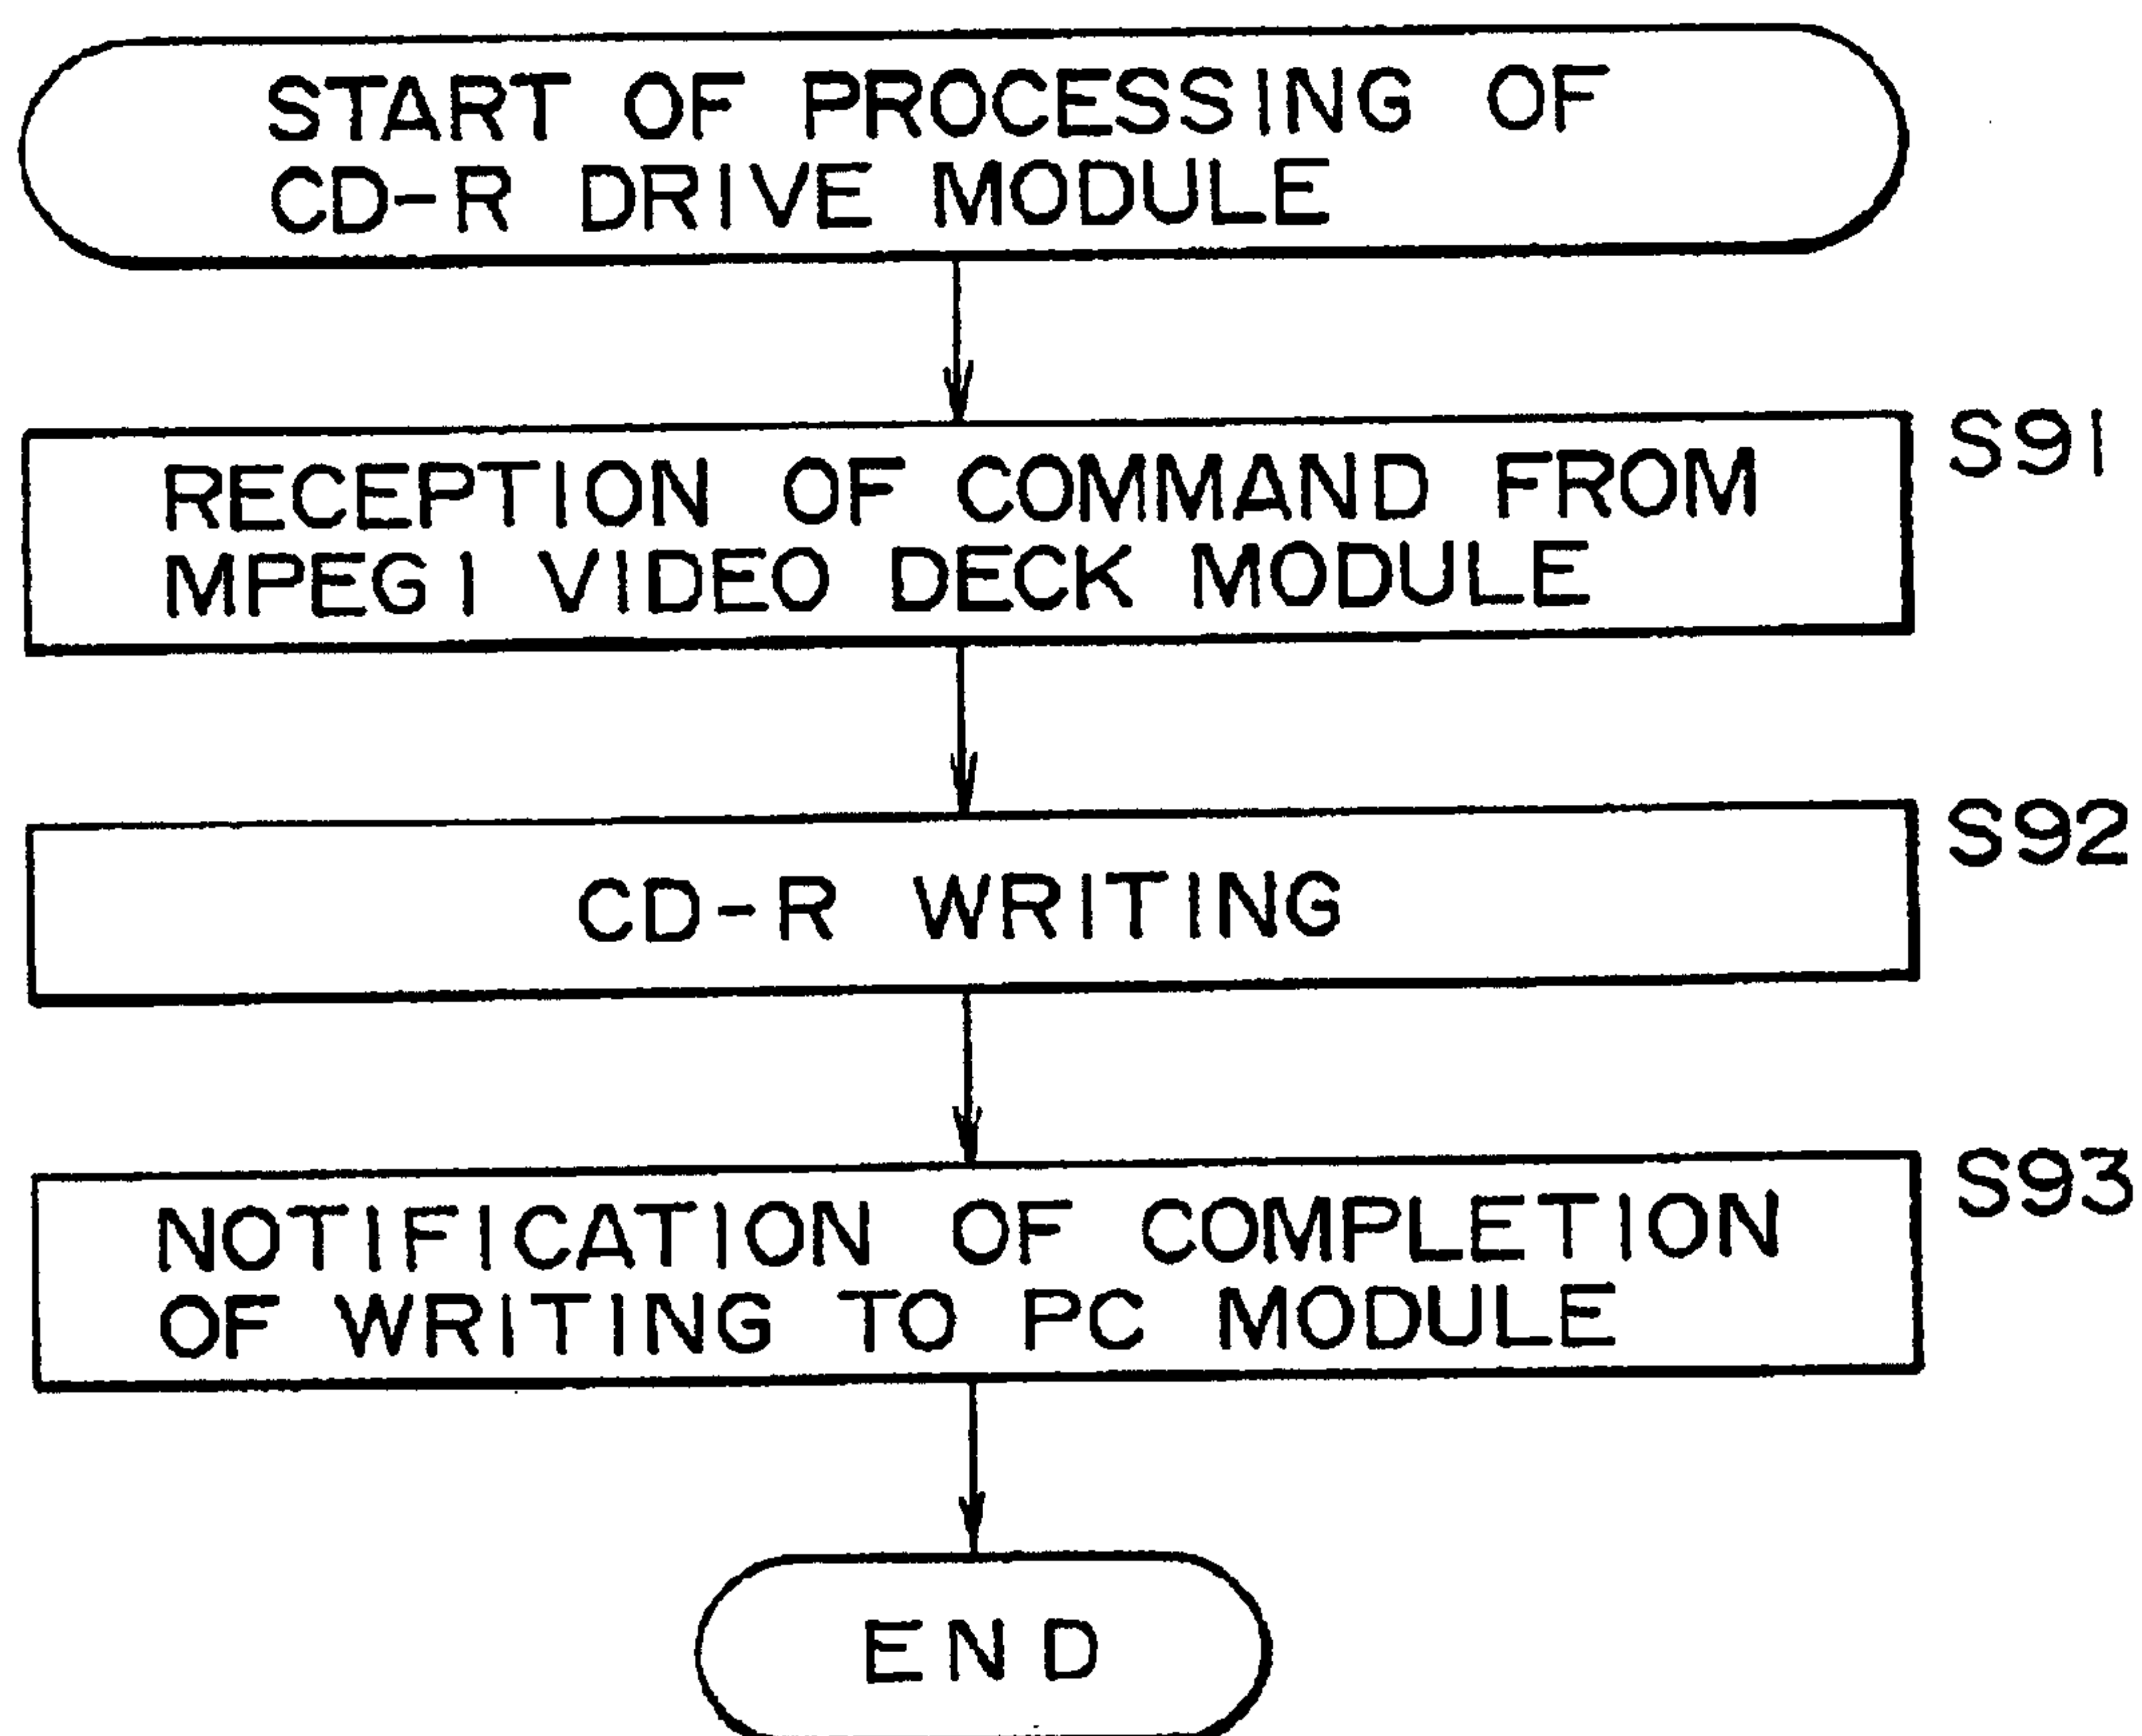 START OF PROCESSING OF
CD-R DRIVE MODULE
S91
RECEPTION OF COMMAND FROM
MPEG1 VIDEO DECK MODULE
S92
CD-R WRITING
S93
NOTIFICATION OF COMPLETION
OF WRITING TO PC MODULE
END